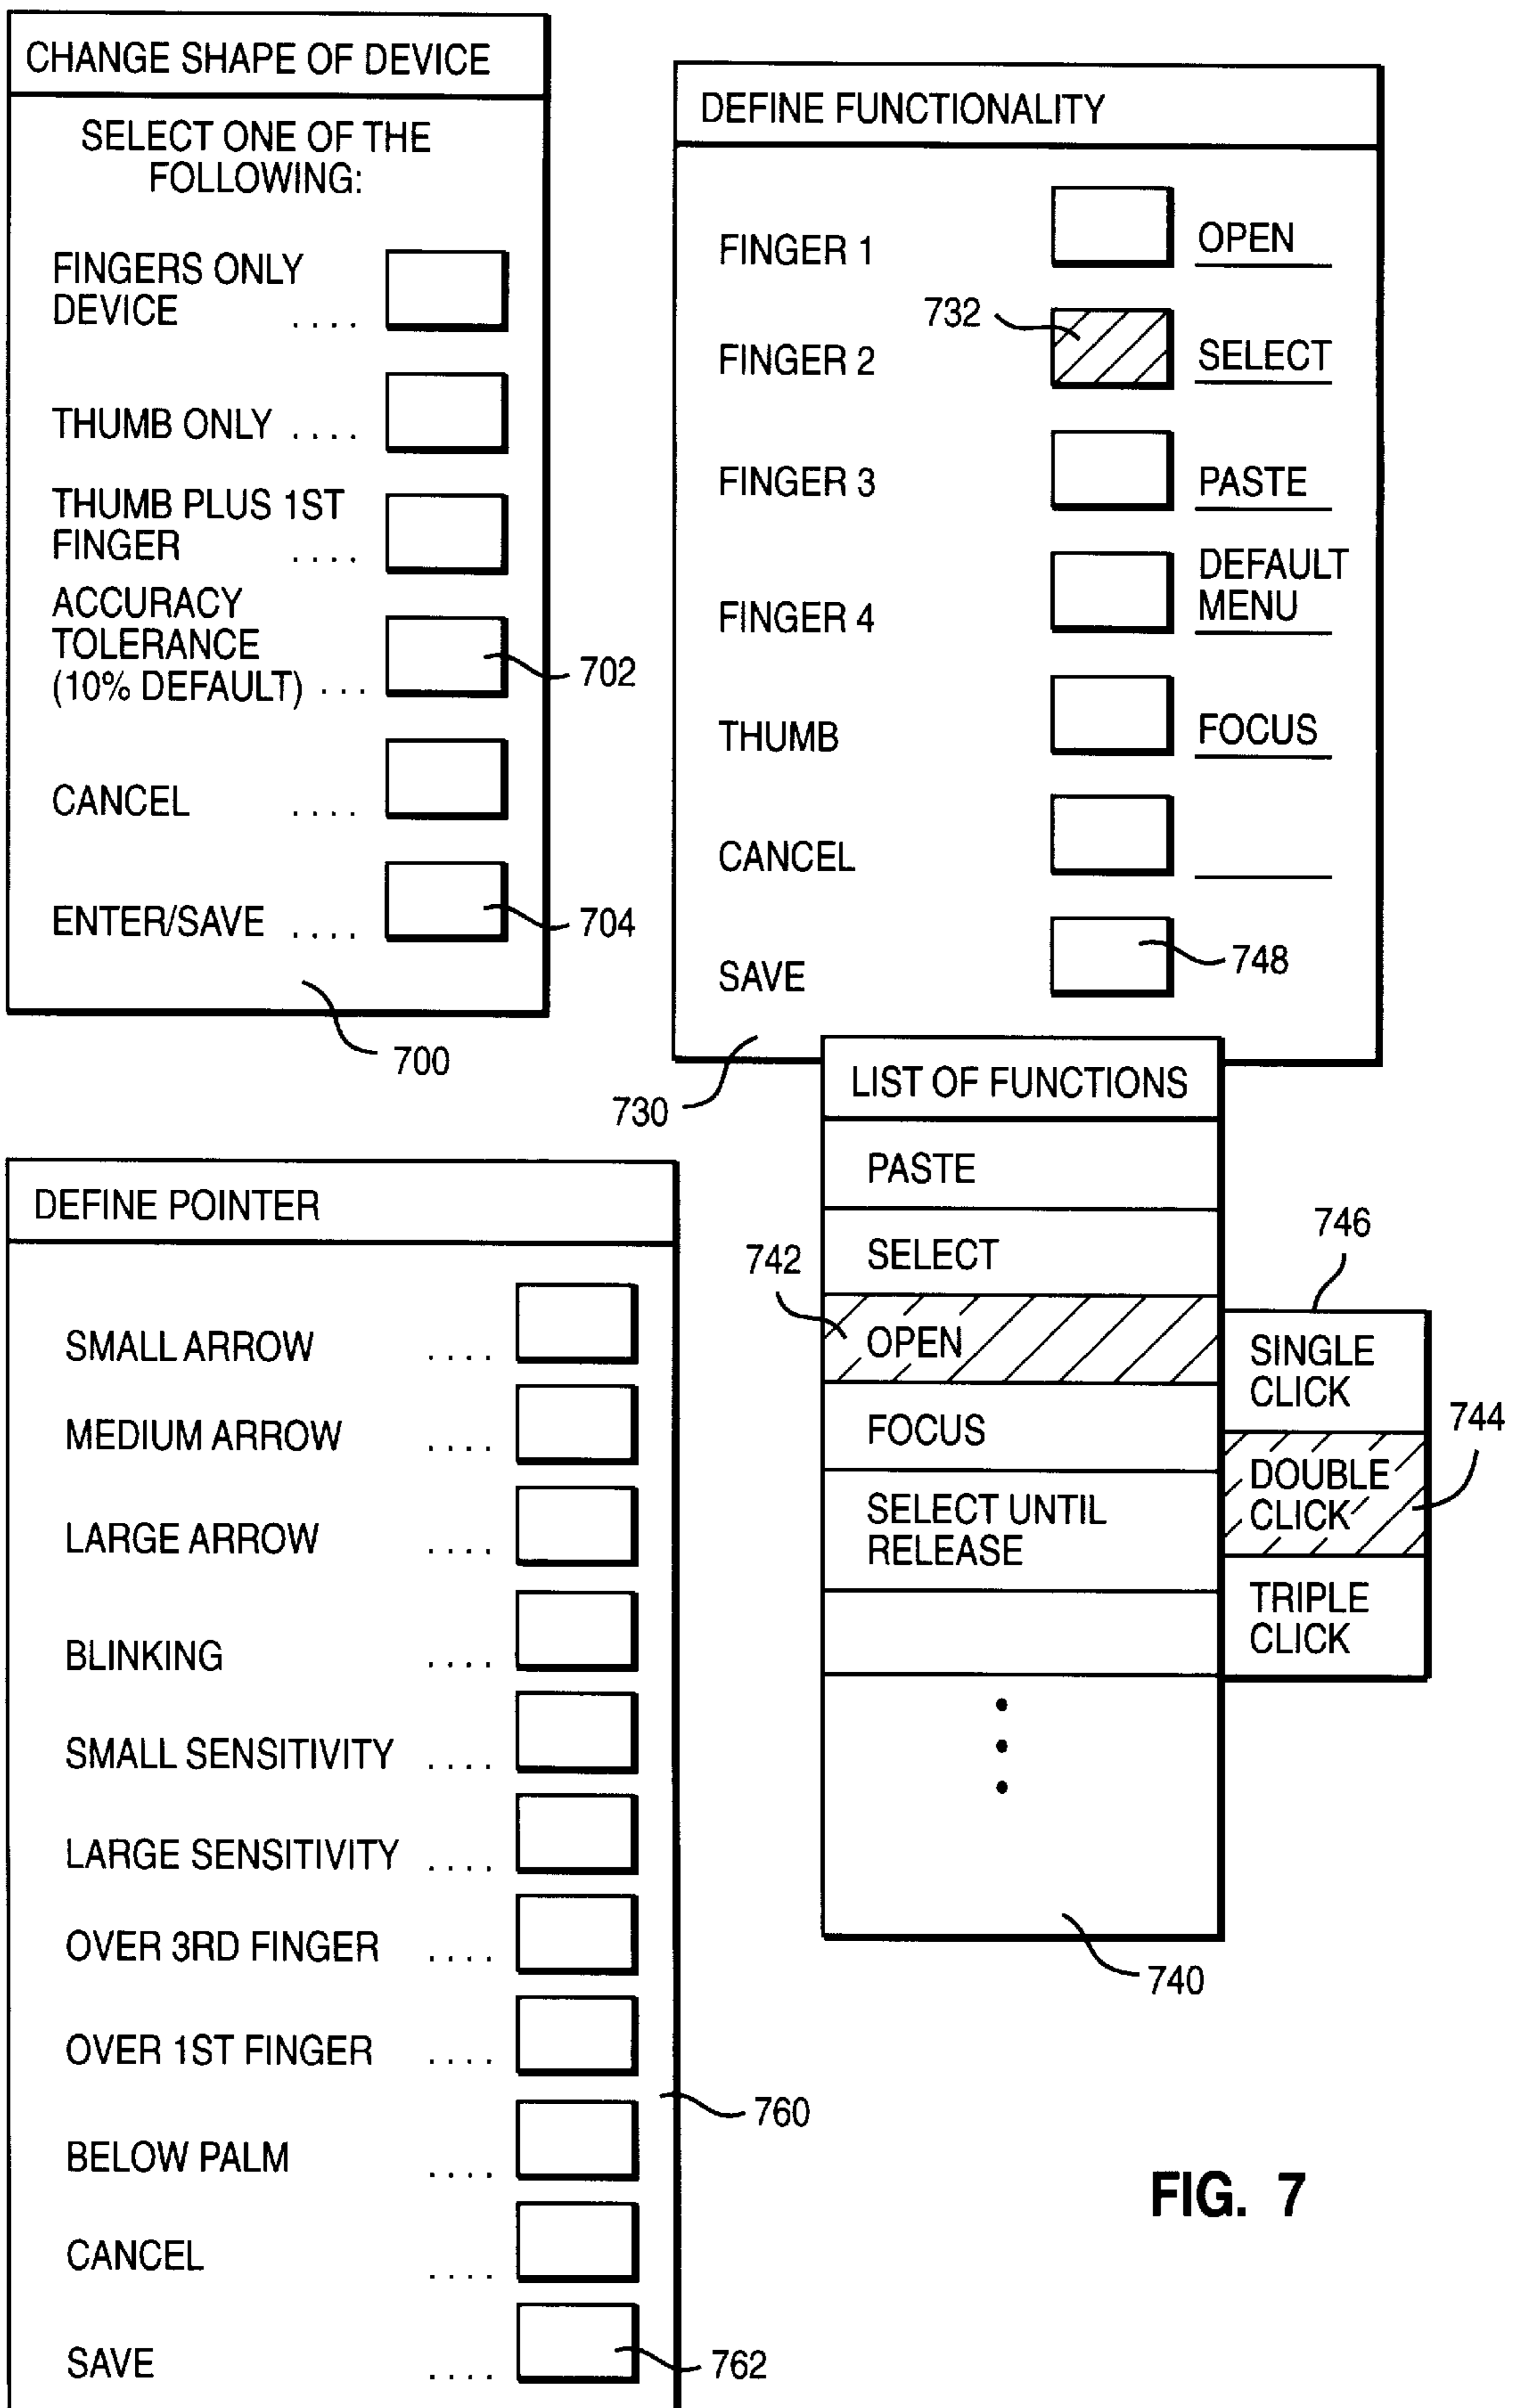 CHANGE SHAPE OF DEVICE
SELECT ONE OF THE
FOLLOWING:
FINGERS ONLY
DEVICE ....
THUMB ONLY ....
THUMB PLUS 1ST
FINGER ....
ACCURACY
TOLERANCE
(10% DEFAULT) ...
702
CANCEL ....
ENTER/SAVE ....
704
700
DEFINE FUNCTIONALITY
FINGER 1 OPEN
732
FINGER 2 SELECT
FINGER 3 PASTE
FINGER 4 DEFAULT
MENU
THUMB FOCUS
CANCEL
SAVE
748
730
LIST OF FUNCTIONS
PASTE
SELECT
742
OPEN
FOCUS
SELECT UNTIL
RELEASE
740
746
SINGLE
CLICK
744
DOUBLE
CLICK
TRIPLE
CLICK
DEFINE POINTER
SMALL ARROW ....
MEDIUM ARROW ....
LARGE ARROW ....
BLINKING ....
SMALL SENSITIVITY ....
LARGE SENSITIVITY ....
OVER 3RD FINGER ....
OVER 1ST FINGER ....
760
BELOW PALM ....
CANCEL ....
SAVE ....
762
FIG. 7